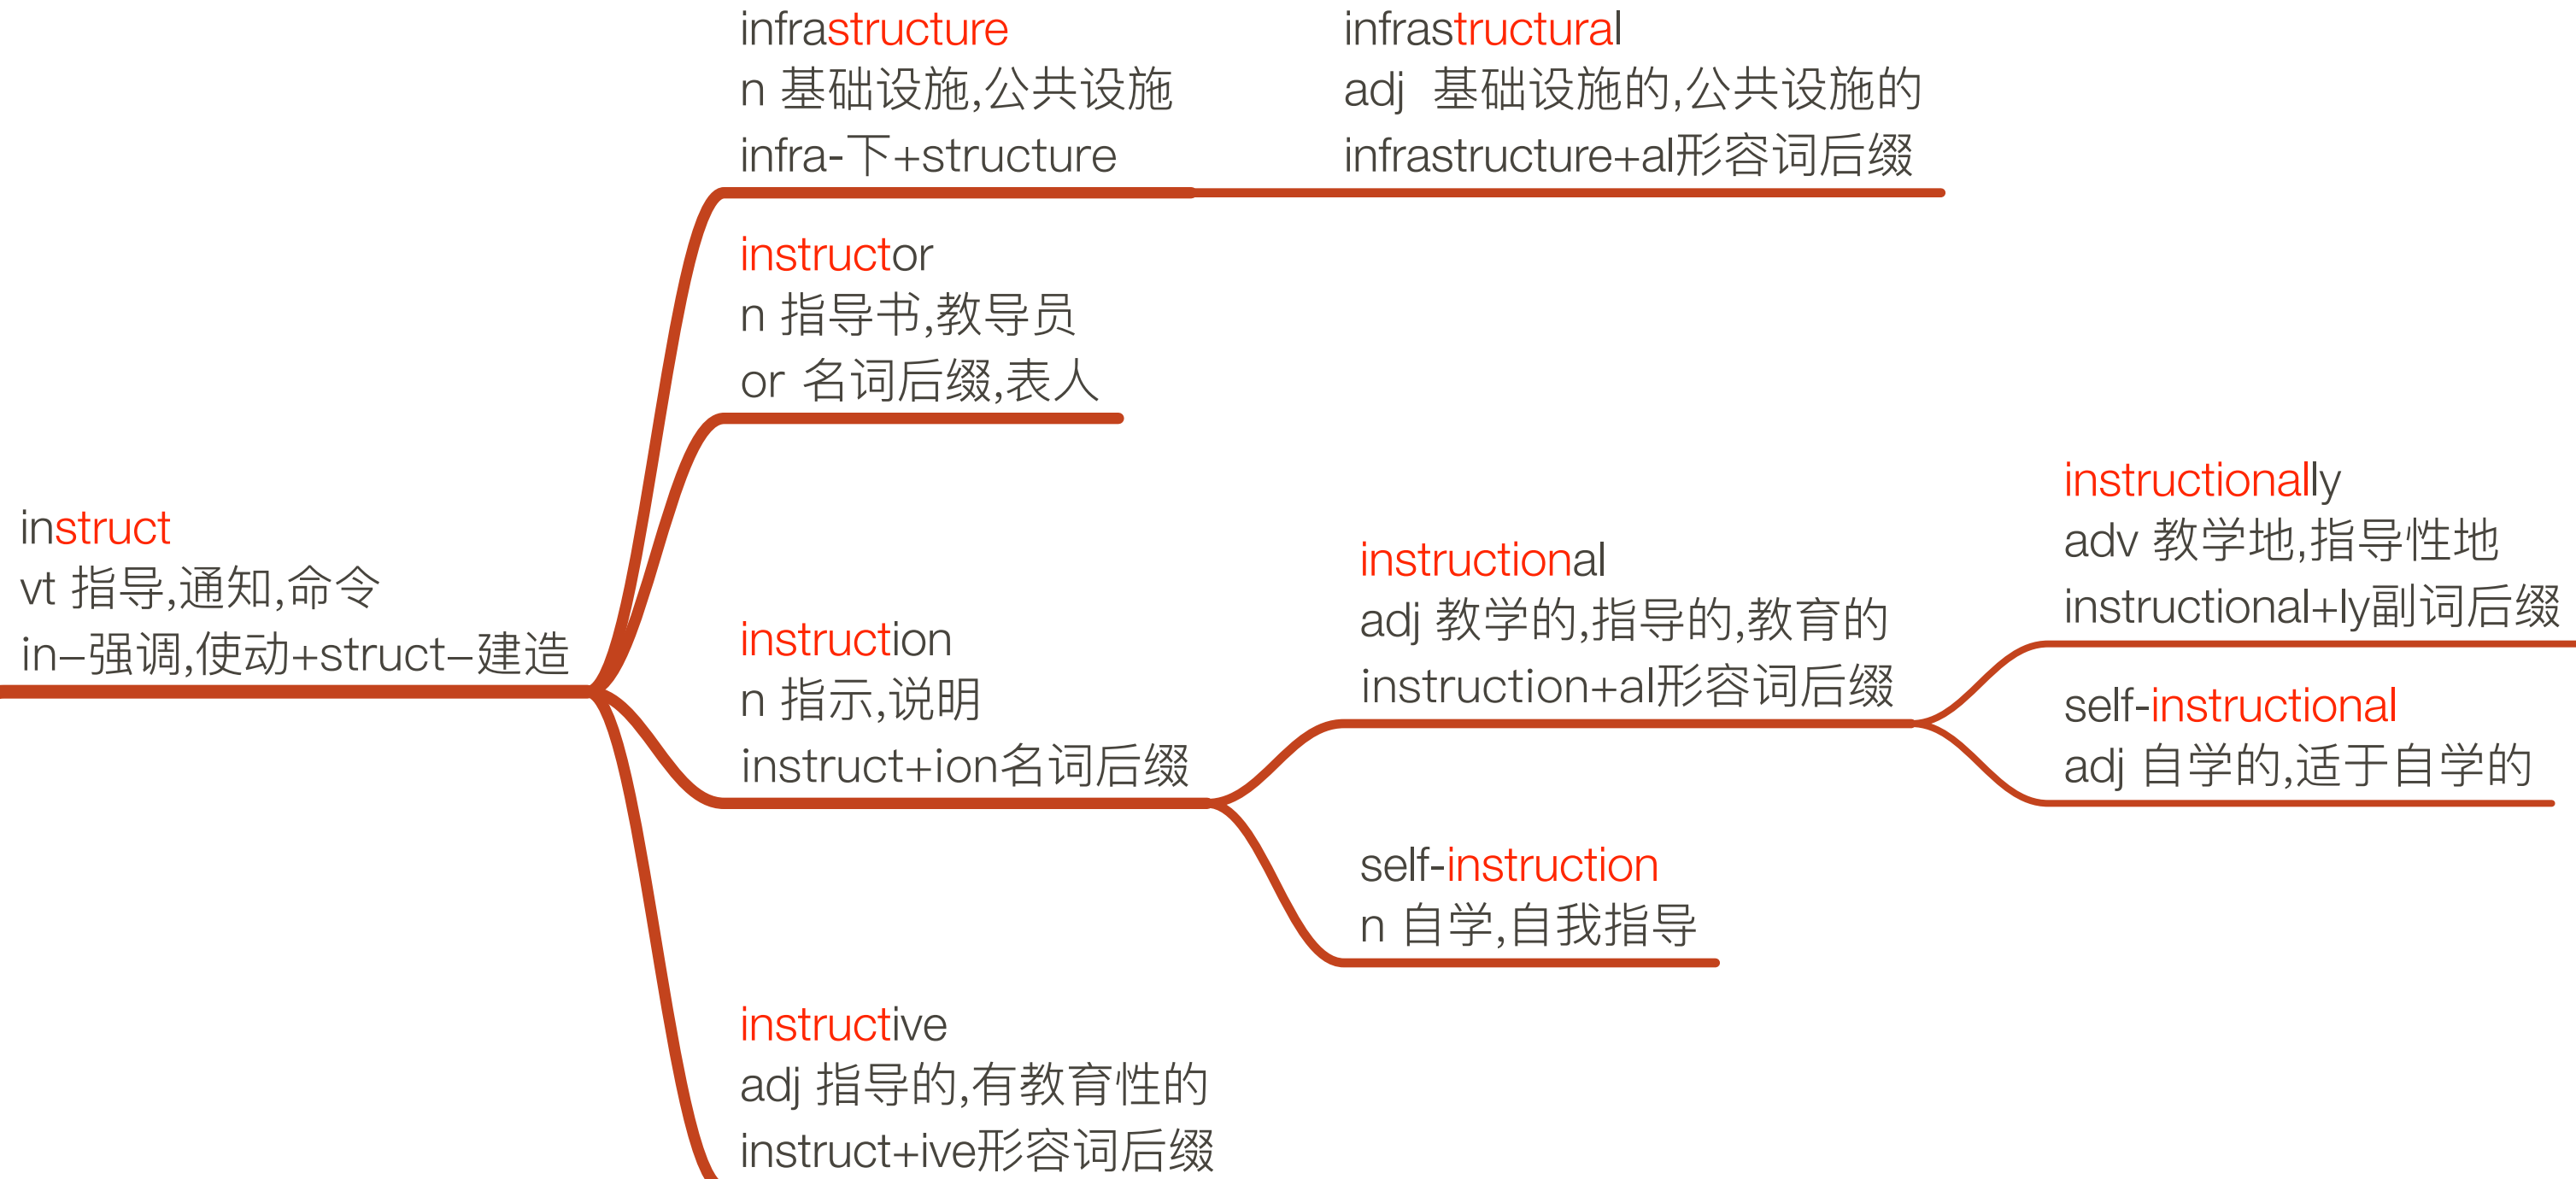 infrastructure
n 基础设施,公共设施
infra-下+structure
infrastructural
adj  基础设施的,公共设施的
infrastructure+al形容词后缀
instructor
n 指导书,教导员
or 名词后缀,表人
instruct
vt 指导,通知,命令
in–强调,使动+struct–建造
instruction
n 指示,说明
instruct+ion名词后缀
instructional
adj 教学的,指导的,教育的
instruction+al形容词后缀
instructionally
adv 教学地,指导性地
instructional+ly副词后缀
self-instructional
adj 自学的,适于自学的
self-instruction
n 自学,自我指导
instructive
adj 指导的,有教育性的
instruct+ive形容词后缀